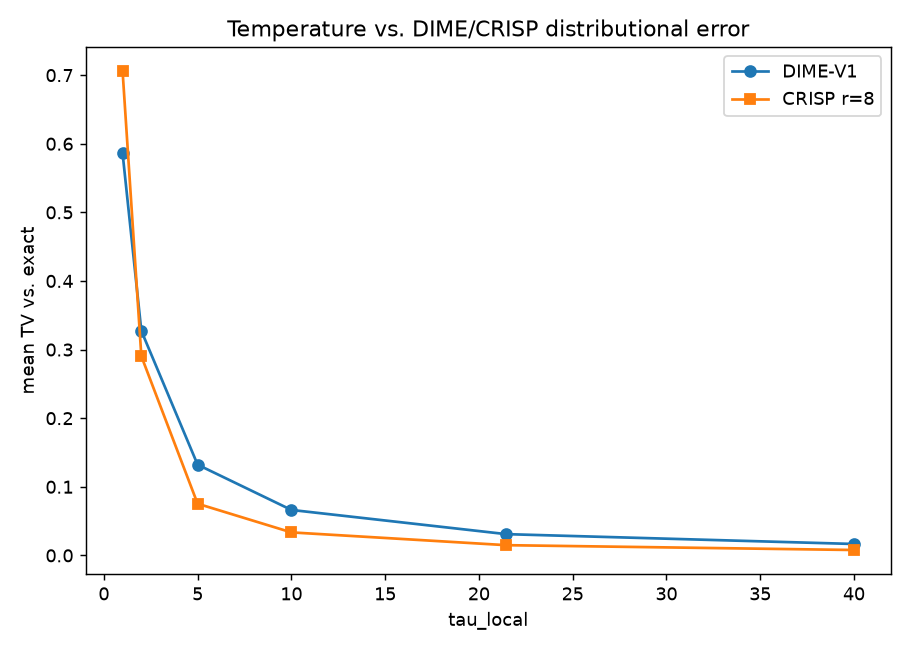 Temperature vs. DIME/CRISP distributional error
DIME-V1
CRISP r=8
mean TV vs. exact
0.7
0.6
0.5
0.4
0.3
0.2
0.1
0.0
0 5 10 15 20 25 30 35 40
tau_local